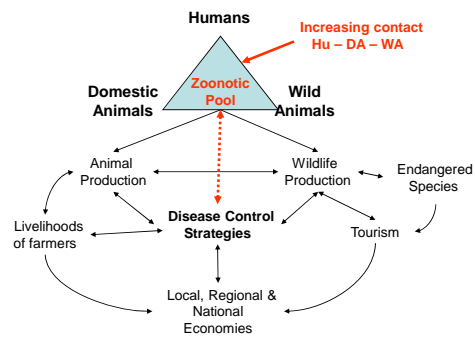 Humans
Increasing contact
Hu – DA – WA
Domestic
Animals
Zoonotic
Pool
Wild
Animals
Animal
Production
Wildlife
Production
Endangered
Species
Livelihoods
of farmers
Disease Control
Strategies
Tourism
Local, Regional &
National
Economies